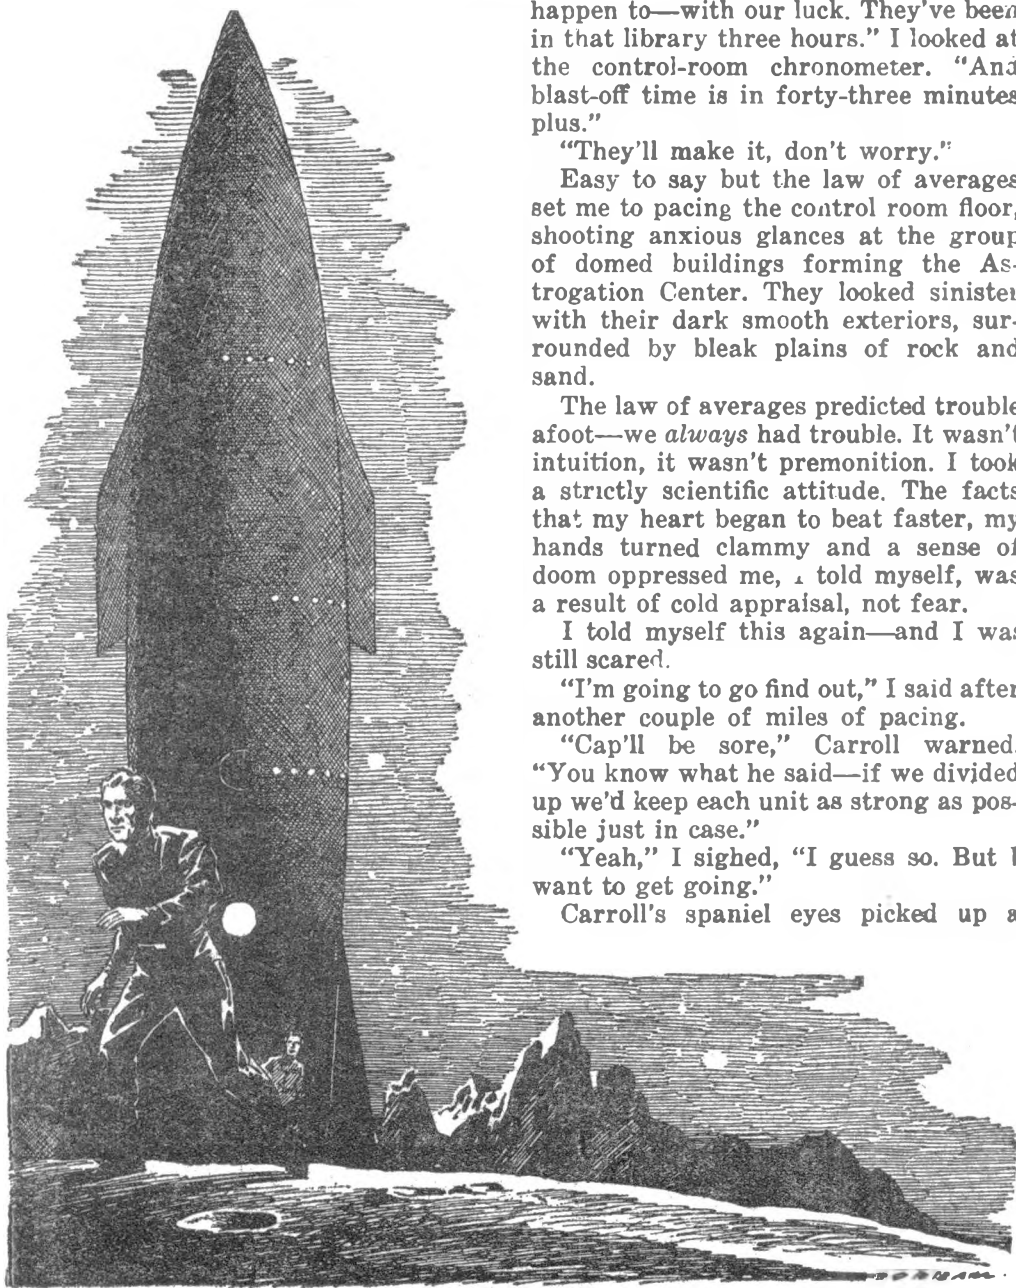 happen to—with our luck. They've been
in that library three hours." I looked at
the control-room chronometer. "And
blast-off time is in forty-three minutes
plus."
"They'll make it, don't worry."
Easy to say but the law of averages
set me to pacing the control room floor,
shooting anxious glances at the group
of domed buildings forming the As-
trogation Center. They looked sinister
with their dark smooth exteriors, sur-
rounded by bleak plains of rock and
sand.
The law of averages predicted trouble
afoot—we always had trouble. It wasn't
intuition, it wasn't premonition. I took
a strictly scientific attitude. The facts
that my heart began to beat faster, my
hands turned clammy and a sense of
doom oppressed me, I told myself, was
a result of cold appraisal, not fear.
I told myself this again—and I was
still scared.
"I'm going to go find out," I said after
another couple of miles of pacing.
"Cap'll be sore," Carroll warned.
"You know what he said—if we divided
up we'd keep each unit as strong as pos-
sible just in case."
"Yeah," I sighed, "I guess so. But I
want to get going."
Carroll's spaniel eyes picked up a